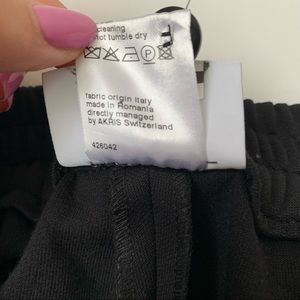 cleaning
not tumble dry
P
fabric origin Italy
made in Romania
directly managed
by AKRIS Switzerland
426042